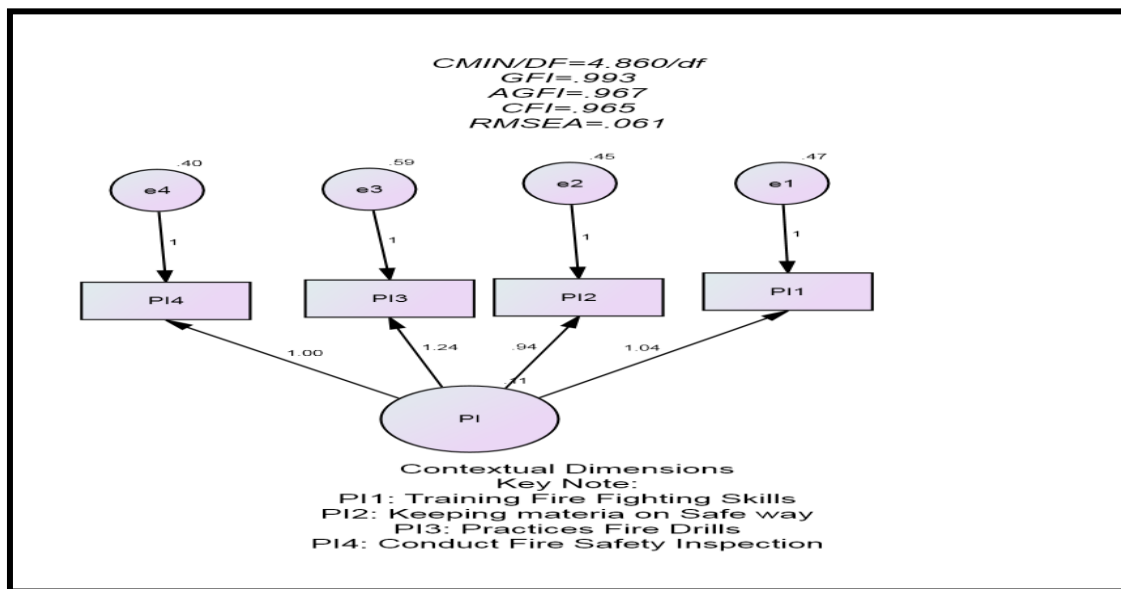 CMIN/DF=4.860/df
GFI=.993
AGFI=.967
CFI=.965
RMSEA=.061
.40 .59 .45 .47
e4 e3 e2 e1
1 1 1 1
PI4 PI3 PI2 PI1
1.00 1.24 .94 1.04
.11
PI
Contextual Dimensions
Key Note:
PI1: Training Fire Fighting Skills
PI2: Keeping materia on Safe way
PI3: Practices Fire Drills
PI4: Conduct Fire Safety Inspection